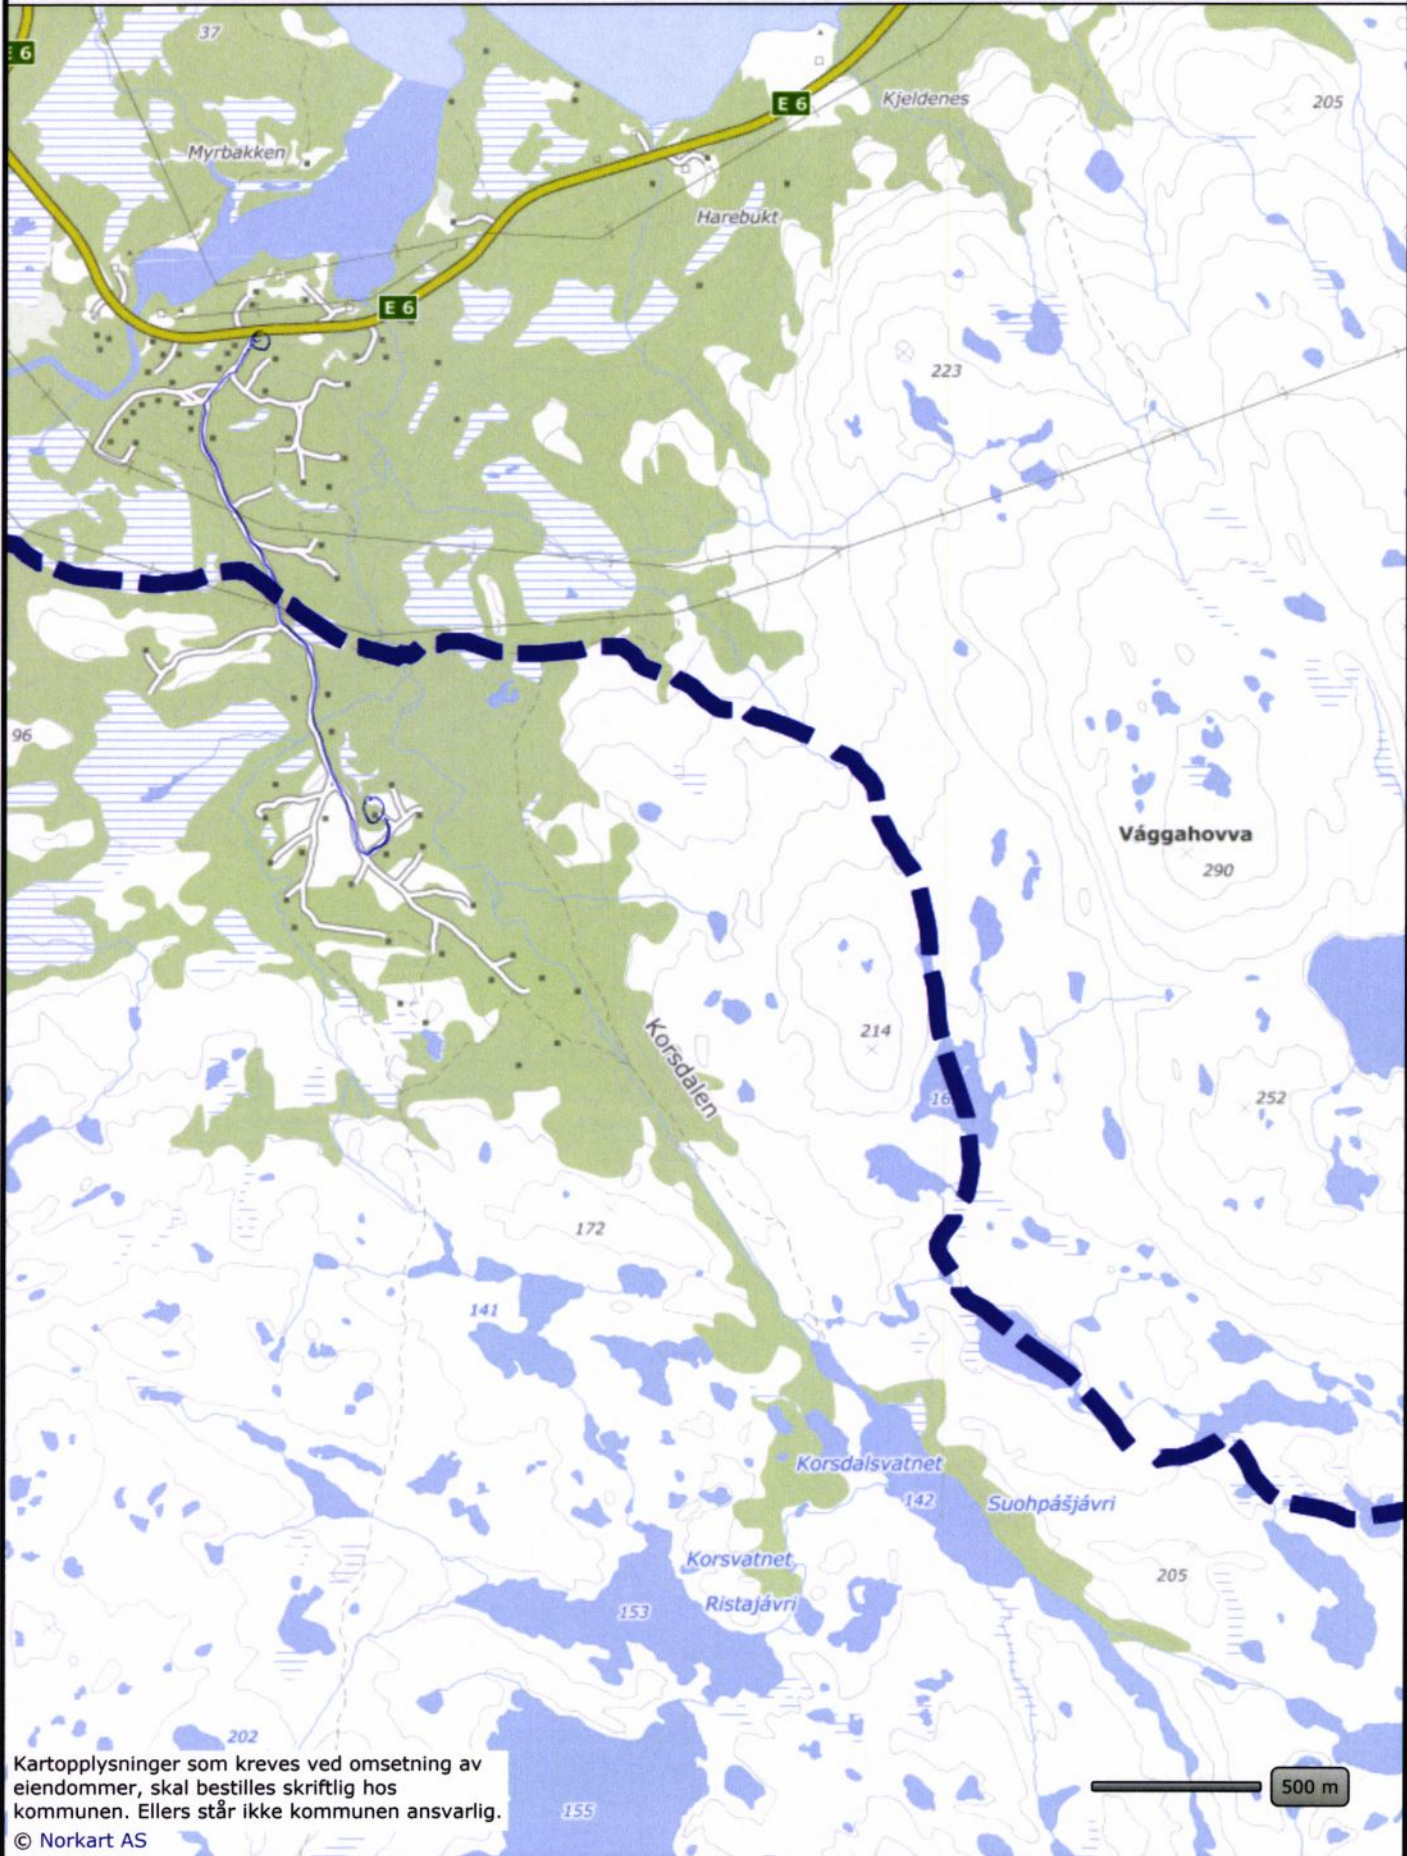 37
E 6
E 6
Kjeldenes
205
Myrbakken
Harebukt
E 6
223
96
Vággahovva
290
214
Korsdalen
252
172
141
Korsdalsvatnet
142
Suohpášjávri
Korsvatnet
205
153
Ristajávri
202
Kartopplysninger som kreves ved omsetning av
eiendommer, skal bestilles skriftlig hos
kommunen. Ellers står ikke kommunen ansvarlig.
© Norkart AS
155
500 m